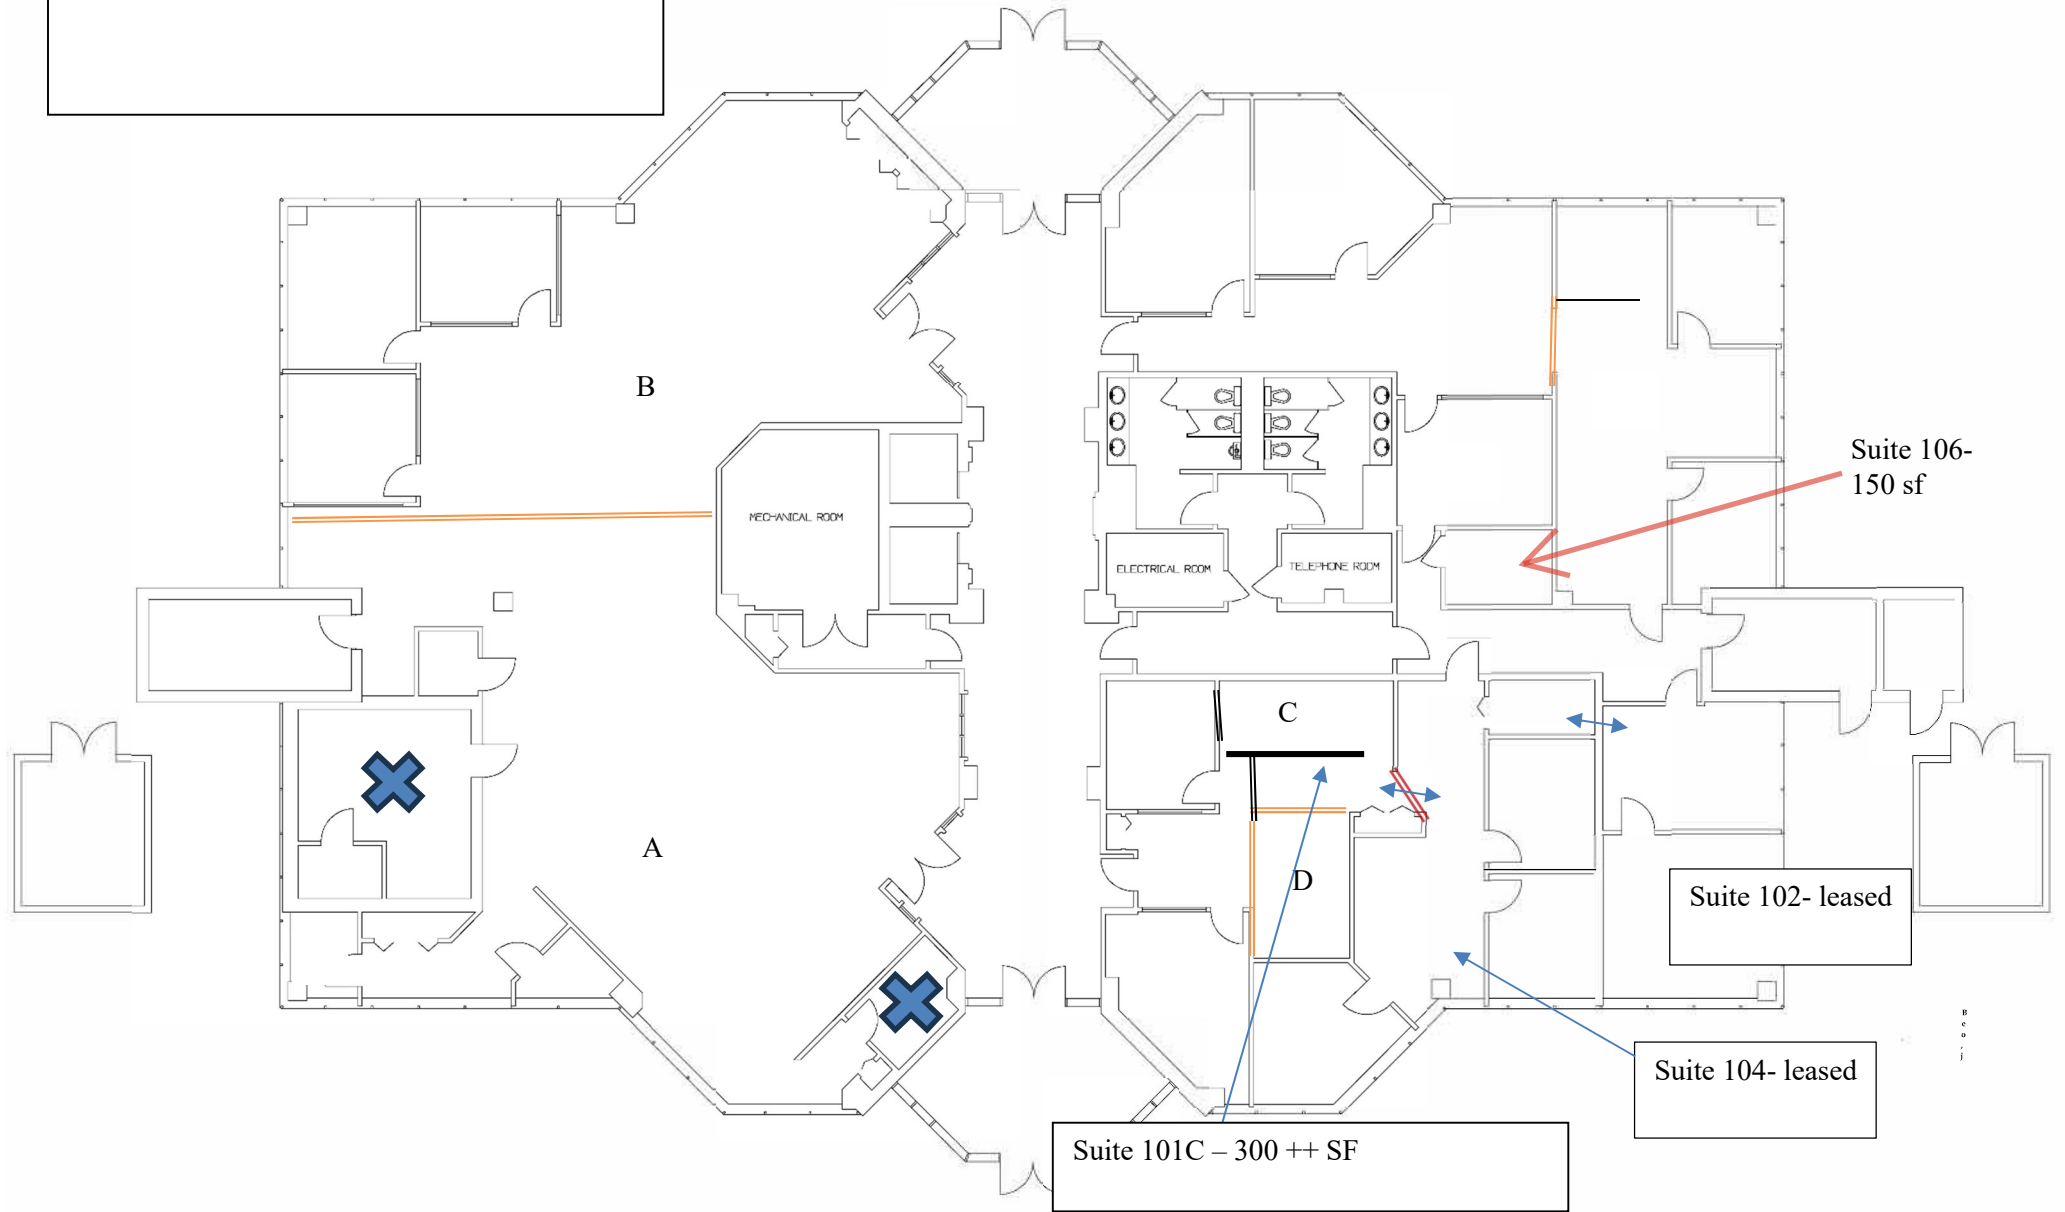 B
Suite 106-
150 sf
MECHANICAL ROOM
ELECTRICAL ROOM
TELEPHONE ROOM
C
A
D
Suite 102- leased
Suite 104- leased
Suite 101C – 300 ++ SF